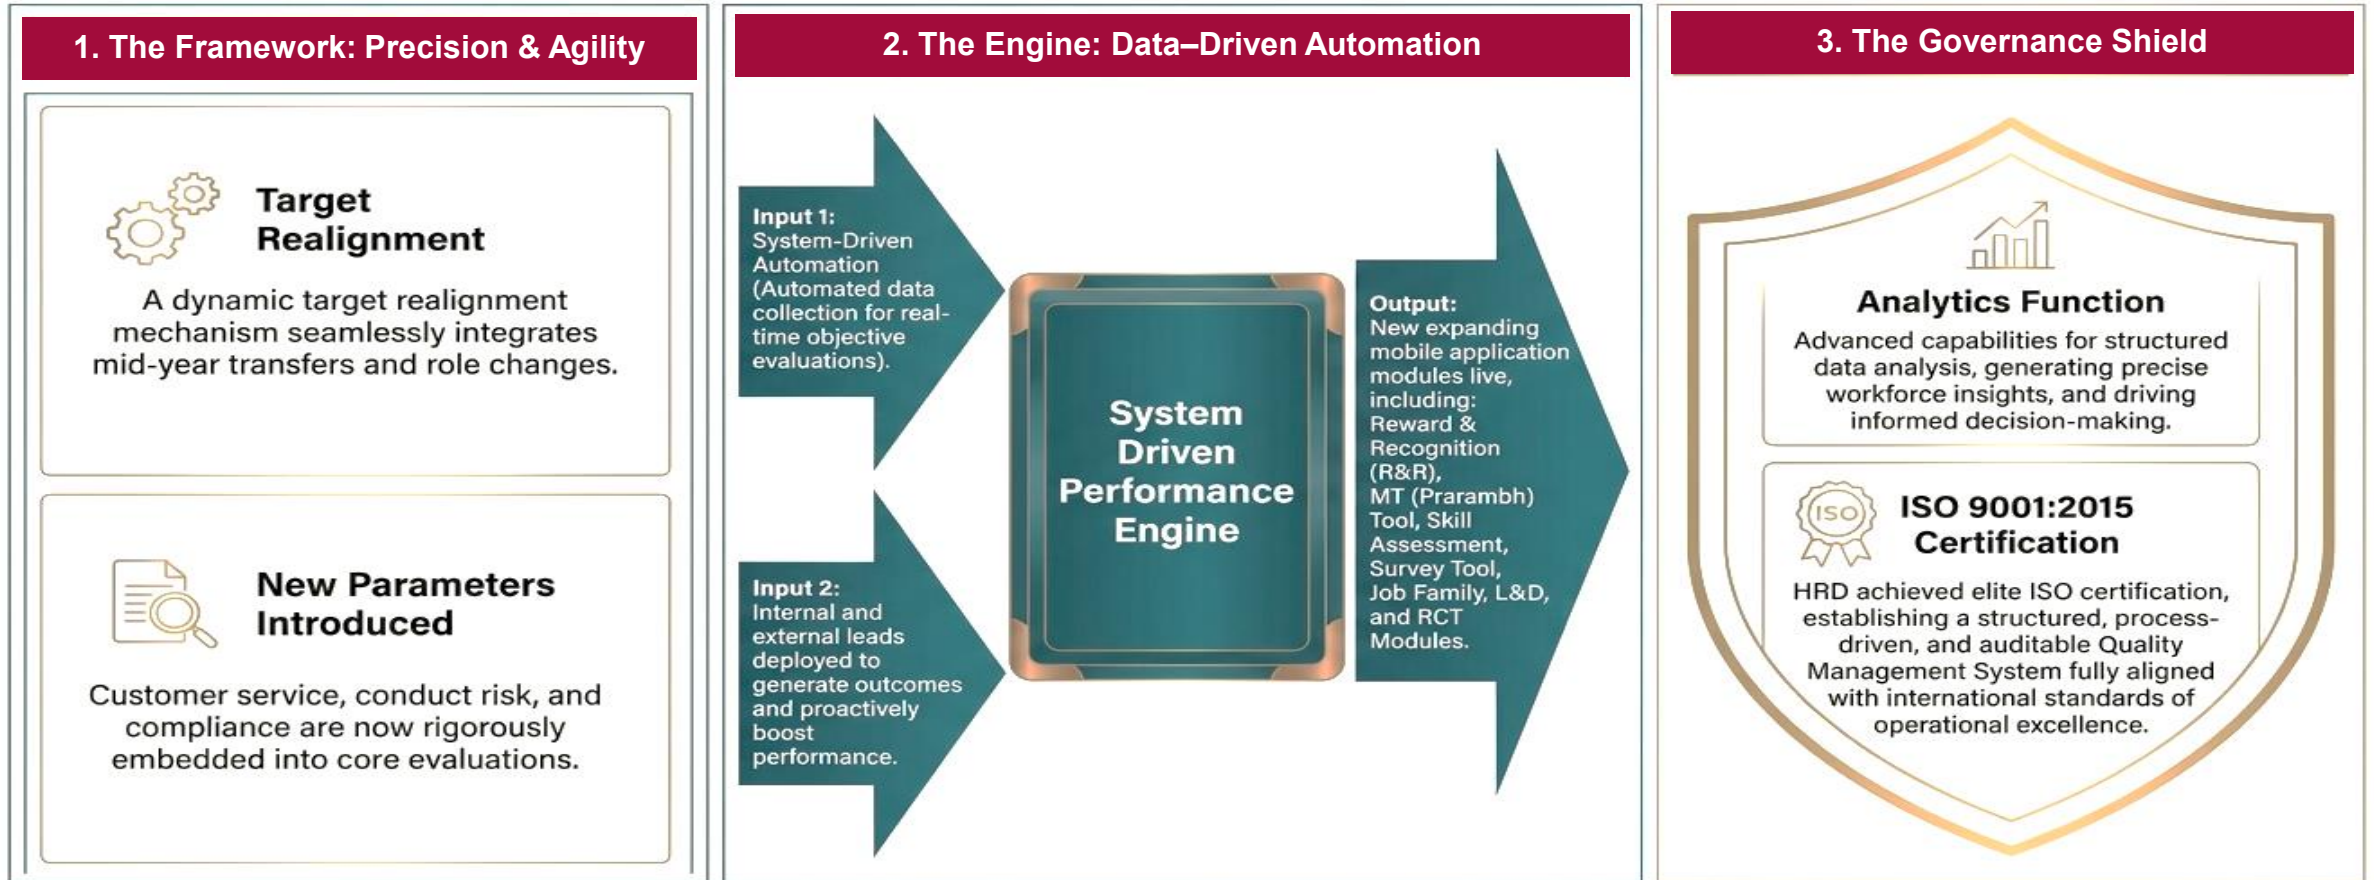 1. The Framework: Precision & Agility
Target
Realignment
A dynamic target realignment
mechanism seamlessly integrates
mid-year transfers and role changes.
New Parameters
Introduced
Customer service, conduct risk, and
compliance are now rigorously
embedded into core evaluations.
2. The Engine: Data–Driven Automation
Input 1:
System-Driven
Automation
(Automated data
collection for real-
time objective
evaluations).
Input 2:
Internal and
external leads
deployed to
generate outcomes
and proactively
boost
performance.
System
Driven
Performance
Engine
Output:
New expanding
mobile application
modules live,
including:
Reward &
Recognition
(R&R),
MT (Prarambh)
Tool, Skill
Assessment,
Survey Tool,
Job Family, L&D,
and RCT
Modules.
3. The Governance Shield
Analytics Function
Advanced capabilities for structured
data analysis, generating precise
workforce insights, and driving
informed decision-making.
ISO
ISO 9001:2015
Certification
HRD achieved elite ISO certification,
establishing a structured, process-
driven, and auditable Quality
Management System fully aligned
with international standards of
operational excellence.